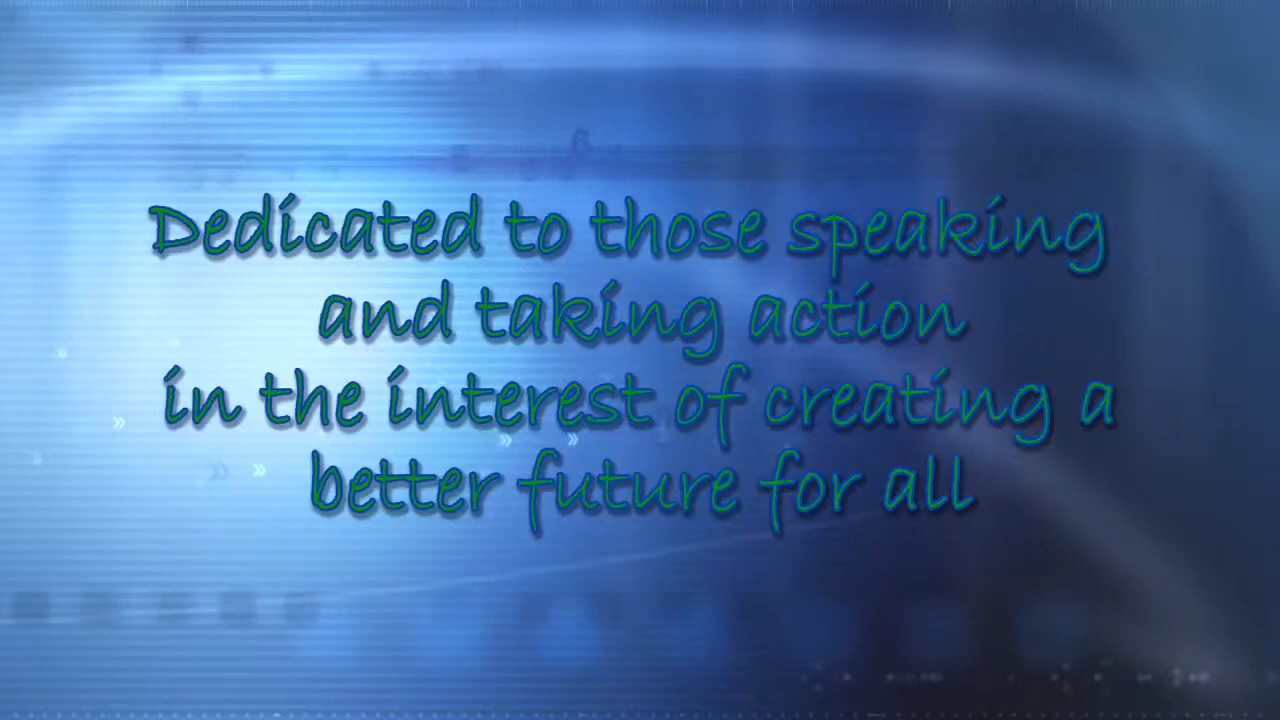 Dedicated to those speaking
and taking action
in the interest of creating a
better future for all